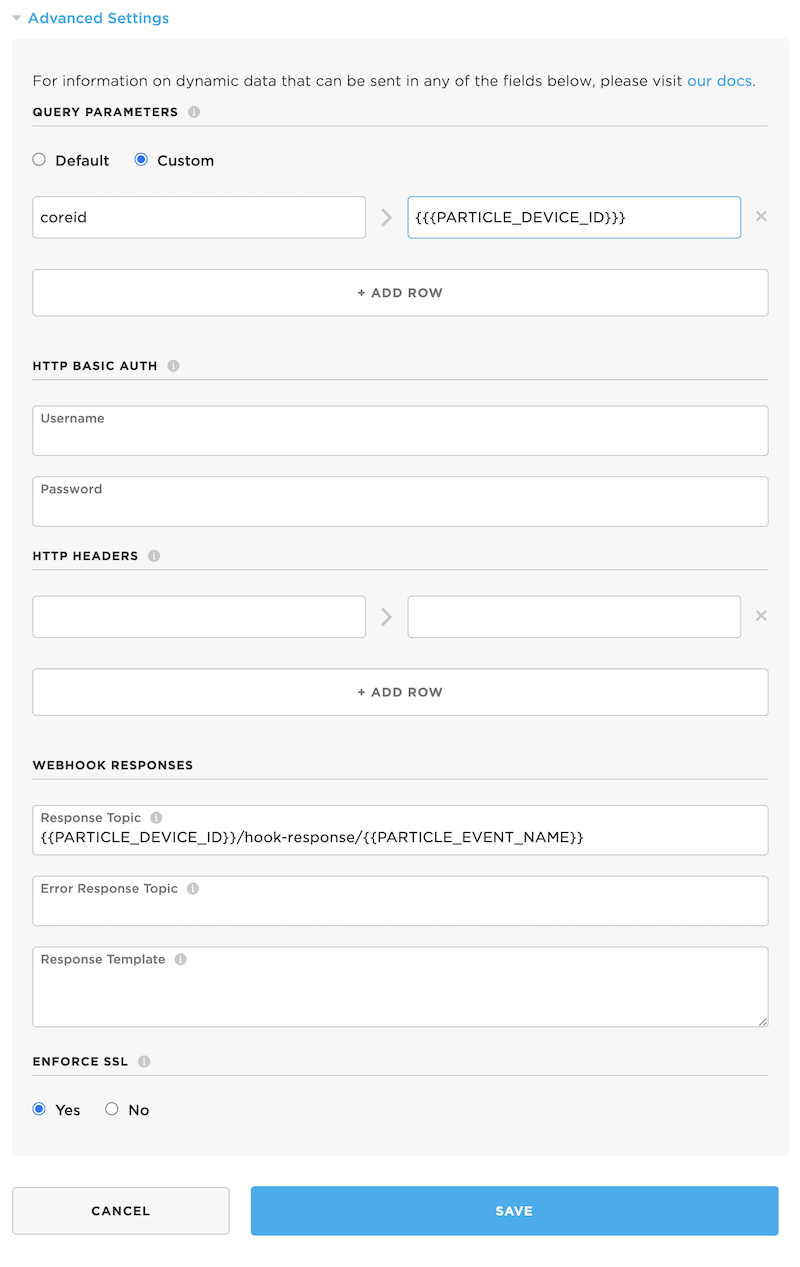 Advanced Settings
For information on dynamic data that can be sent in any of the fields below, please visit our docs.
QUERY PARAMETERS
Default Custom
coreid {{{PARTICLE_DEVICE_ID}}}
+ ADD ROW
HTTP BASIC AUTH
Username
Password
HTTP HEADERS
+ ADD ROW
WEBHOOK RESPONSES
Response Topic
{{PARTICLE_DEVICE_ID}}/hook-response/{{PARTICLE_EVENT_NAME}}
Error Response Topic
Response Template
ENFORCE SSL
Yes No
CANCEL SAVE